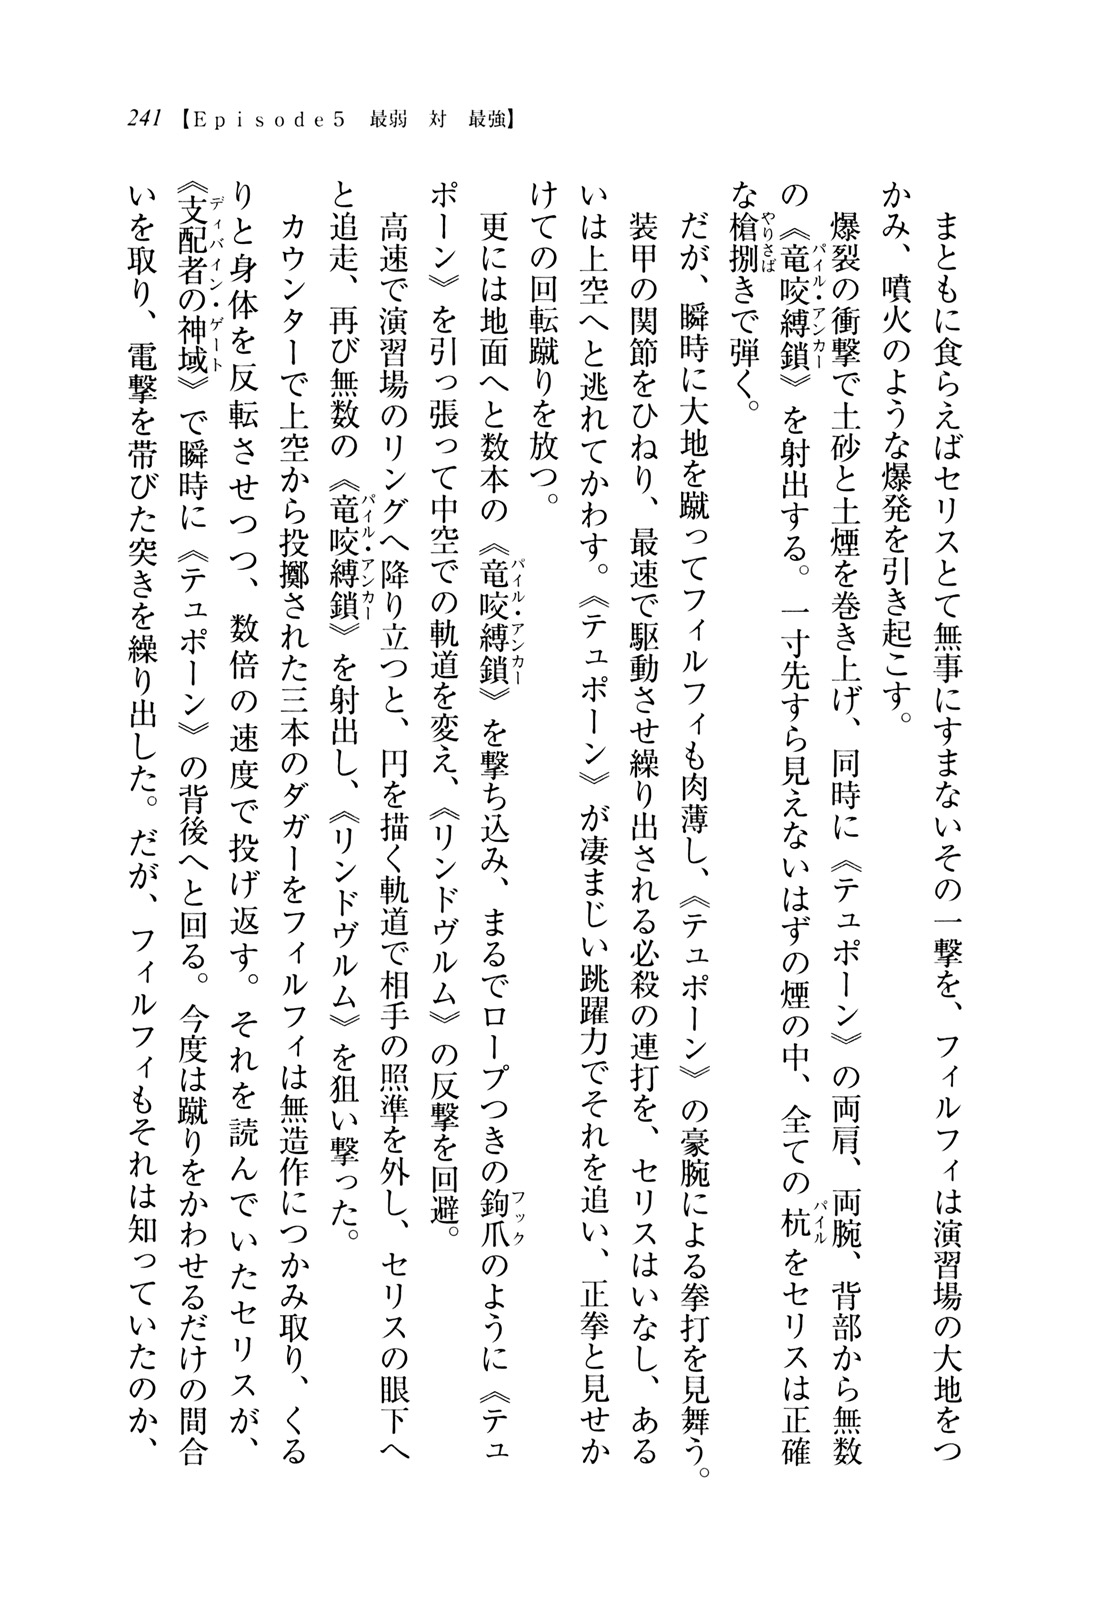 241 【Ｅｐｉｓｏｄｅ５　最弱　対　最強】
　まともに食らえばセリスとて無事にすまないその一撃を、フィルフィは演習場の大地をつ
かみ、噴火のような爆発を引き起こす。
　爆裂の衝撃で土砂と土煙を巻き上げ、同時に《テュポーン》の両肩、両腕、背部から無数
の《竜咬縛鎖》を射出する。一寸先すら見えないはずの煙の中、全ての杭をセリスは正確
な槍捌きで弾く。
　だが、瞬時に大地を蹴ってフィルフィも肉薄し、《テュポーン》の豪腕による拳打を見舞う。
　装甲の関節をひねり、最速で駆動させ繰り出される必殺の連打を、セリスはいなし、ある
いは上空へと逃れてかわす。《テュポーン》が凄まじい跳躍力でそれを追い、正拳と見せか
けての回転蹴りを放つ。
　更には地面へと数本の《竜咬縛鎖》を撃ち込み、まるでロープつきの鉤爪のように《テュ
ポーン》を引っ張って中空での軌道を変え、《リンドヴルム》の反撃を回避。
　高速で演習場のリングへ降り立つと、円を描く軌道で相手の照準を外し、セリスの眼下へ
と追走、再び無数の《竜咬縛鎖》を射出し、《リンドヴルム》を狙い撃った。
　カウンターで上空から投擲された三本のダガーをフィルフィは無造作につかみ取り、くる
りと身体を反転させつつ、数倍の速度で投げ返す。それを読んでいたセリスが、
《支配者の神域》で瞬時に《テュポーン》の背後へと回る。今度は蹴りをかわせるだけの間合
いを取り、電撃を帯びた突きを繰り出した。だが、フィルフィもそれは知っていたのか、
パイル・アンカー
パイル
やりさば
パイル・アンカー
フック
パイル・アンカー
ディバイン・ゲート